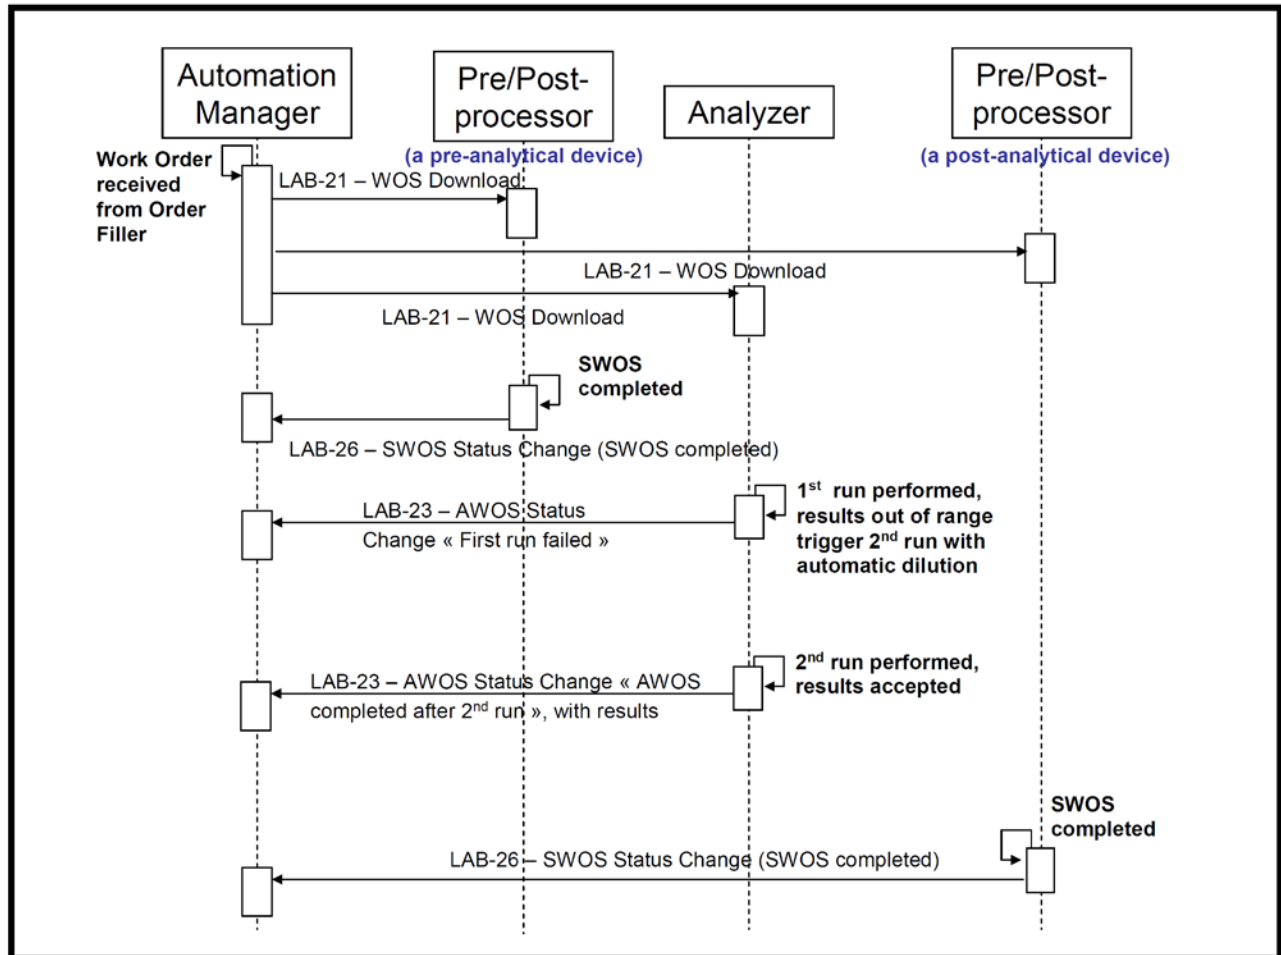 Automation
Manager
Pre/Post-
processor
Analyzer
Pre/Post-
processor
(a pre-analytical device)
(a post-analytical device)
Work Order
received
from Order
Filler
LAB-21 – WOS Download
LAB-21 – WOS Download
LAB-21 – WOS Download
SWOS
completed
LAB-26 – SWOS Status Change (SWOS completed)
1st run performed,
results out of range
trigger 2nd run with
automatic dilution
LAB-23 – AWOS Status
Change « First run failed »
2nd run performed,
results accepted
LAB-23 – AWOS Status Change « AWOS
completed after 2nd run », with results
SWOS
completed
LAB-26 – SWOS Status Change (SWOS completed)